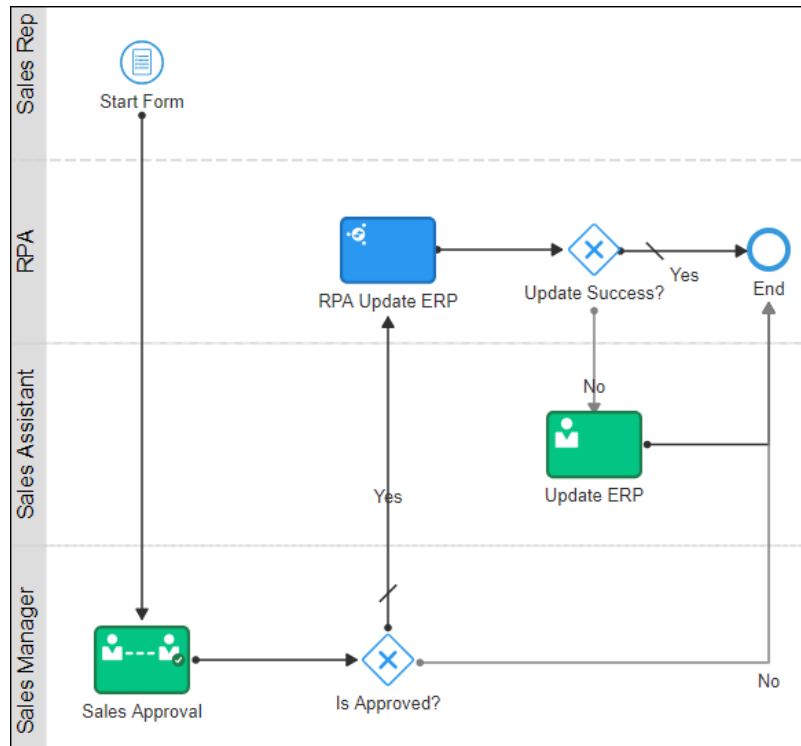 Sales Rep
Start Form
RPA
RPA Update ERP
Update Success?
Yes
End
Sales Assistant
No
Update ERP
Yes
Sales Manager
Sales Approval
Is Approved?
No